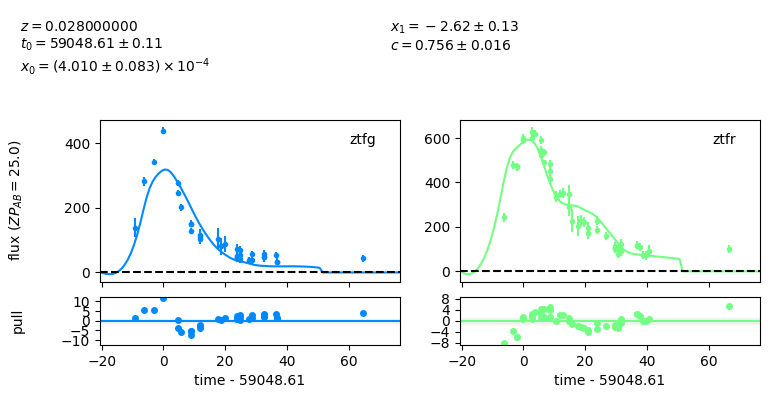 z = 0.028000000
t₀ = 59048.61 ± 0.11
x₀ = (4.010 ± 0.083) × 10⁻⁴
x₁ = −2.62 ± 0.13
c = 0.756 ± 0.016
flux (ZP_AB = 25.0)
400
200
0
ztfg
600
400
200
0
ztfr
pull
10
5
0
−5
−10
−20
0
20
40
60
time - 59048.61
8
4
0
−4
−8
−20
0
20
40
60
time - 59048.61